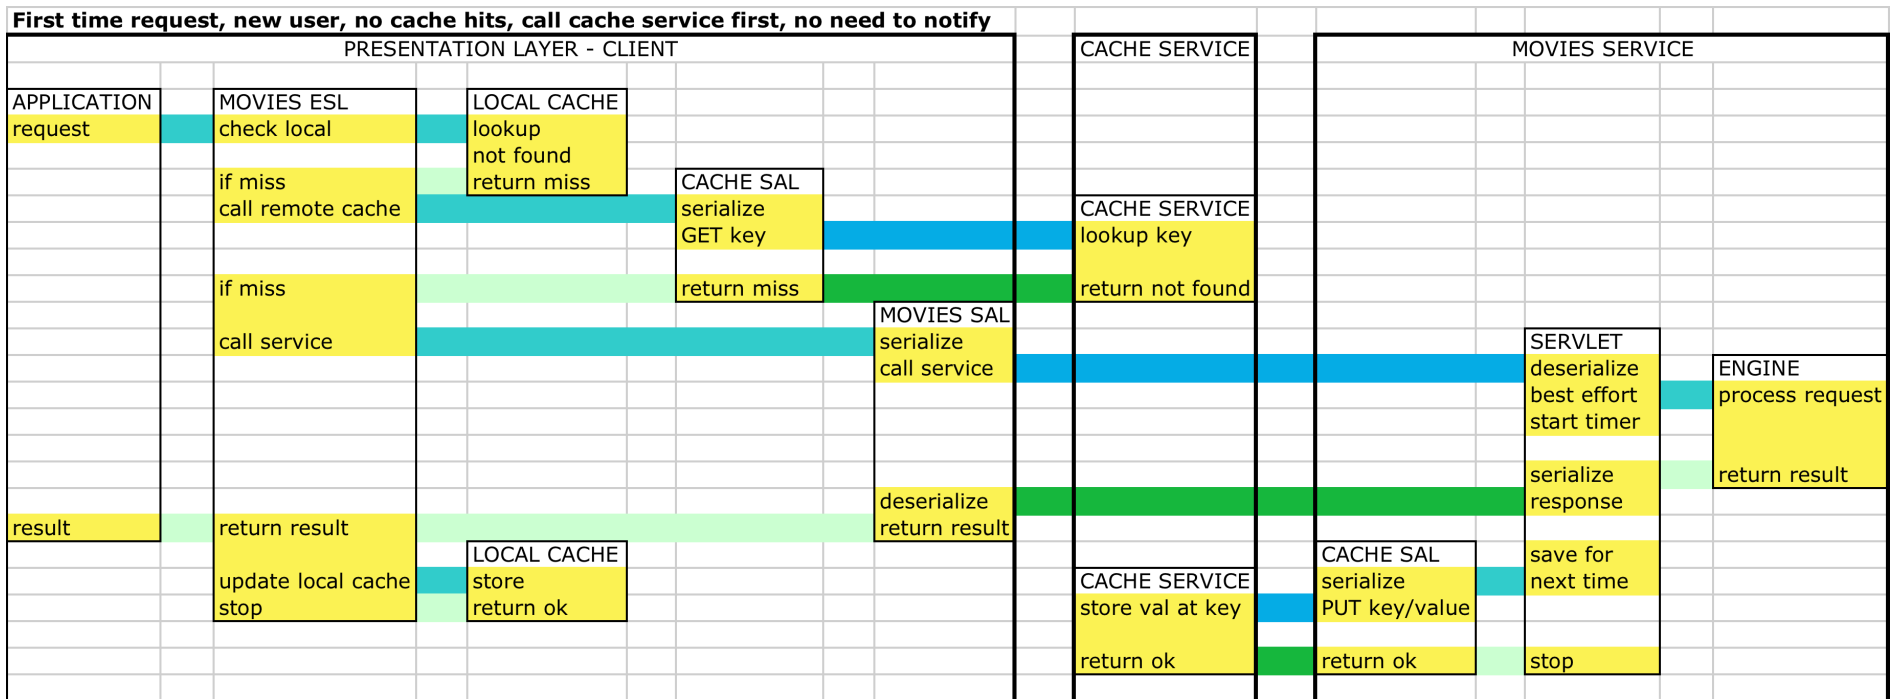 First time request, new user, no cache hits, call cache service first, no need to notify
PRESENTATION LAYER - CLIENT
CACHE SERVICE
MOVIES SERVICE
APPLICATION
MOVIES ESL
LOCAL CACHE
request
check local
lookup
not found
if miss
return miss
CACHE SAL
call remote cache
serialize
CACHE SERVICE
GET key
lookup key
if miss
return miss
return not found
MOVIES SAL
call service
serialize
SERVLET
call service
deserialize
ENGINE
best effort
process request
start timer
serialize
return result
deserialize
response
result
return result
return result
LOCAL CACHE
CACHE SAL
save for
update local cache
store
CACHE SERVICE
serialize
next time
stop
return ok
store val at key
PUT key/value
return ok
return ok
stop